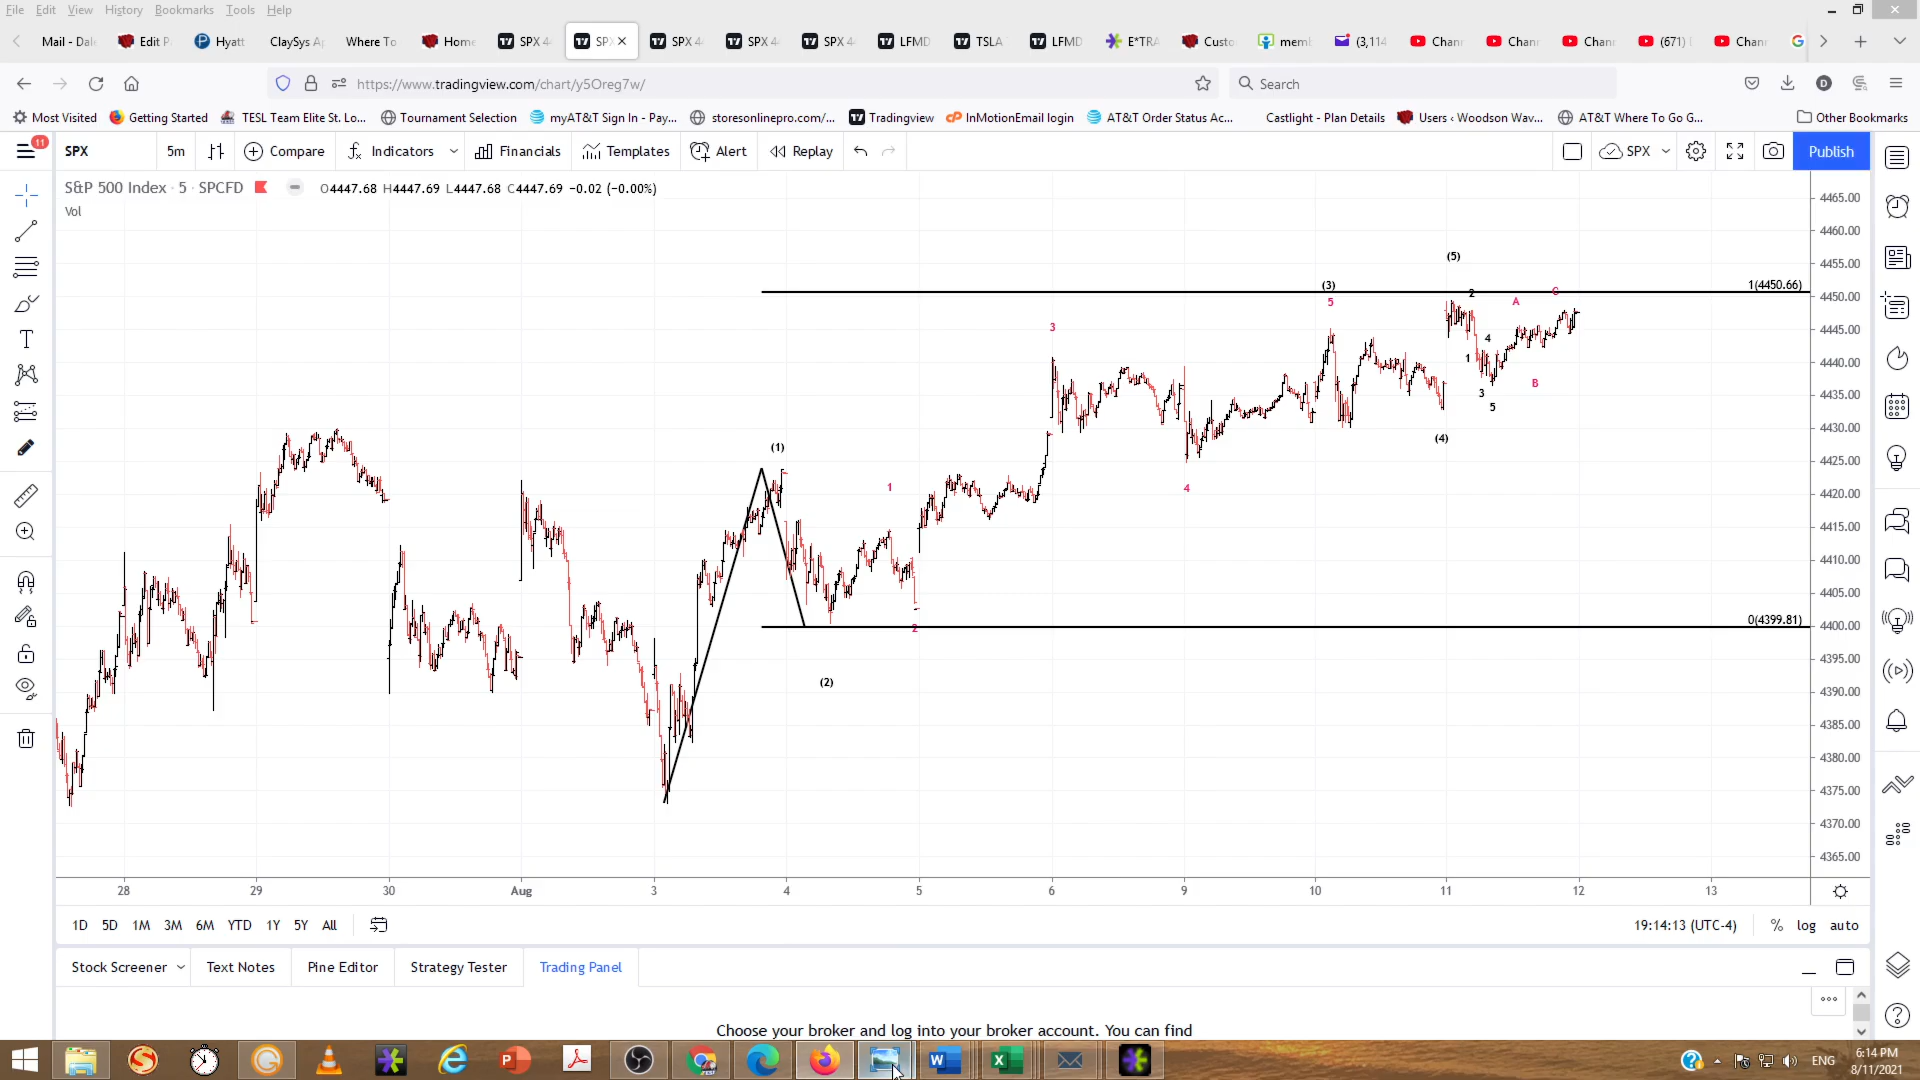 File Edit View History Bookmarks Tools Help
Mail - Dale Edit P Hyatt ClaySys Ap Where To Home SPX 4 SP SPX 4 SPX 4 SPX 4 LFMD TSLA LFMD E*TRA Custo memb (3,114 Chann Chann Chann (671) Chann
https://www.tradingview.com/chart/y5Oreg7w/ Search
Most Visited Getting Started TESL Team Elite St. Lo... Tournament Selection myAT&T Sign In - Pay... storesonlinepro.com/... Tradingview InMotionEmail login AT&T Order Status Ac... Castlight - Plan Details Users ‹ Woodson Wav... AT&T Where To Go G... Other Bookmarks
11 SPX 5m Compare Indicators Financials Templates Alert Replay SPX Publish
S&P 500 Index · 5 · SPCFD O4447.68 H4447.69 L4447.68 C4447.69 −0.02 (−0.00%)
Vol
4465.00
4460.00
(5) 4455.00
(3) 1(4450.66)
5 2 A C 4450.00
3 4445.00
4 4440.00
1 B
3 4435.00
5
4430.00
(4)
(1) 4425.00
1 4 4420.00
4415.00
4410.00
4405.00
2 0(4399.81) 4400.00
4395.00
(2) 4390.00
4385.00
4380.00
4375.00
4370.00
4365.00
28 29 30 Aug 3 4 5 6 9 10 11 12 13
1D 5D 1M 3M 6M YTD 1Y 5Y All 19:14:13 (UTC-4) % log auto
Stock Screener Text Notes Pine Editor Strategy Tester Trading Panel
Choose your broker and log into your broker account. You can find
ENG 6:14 PM
8/11/2021